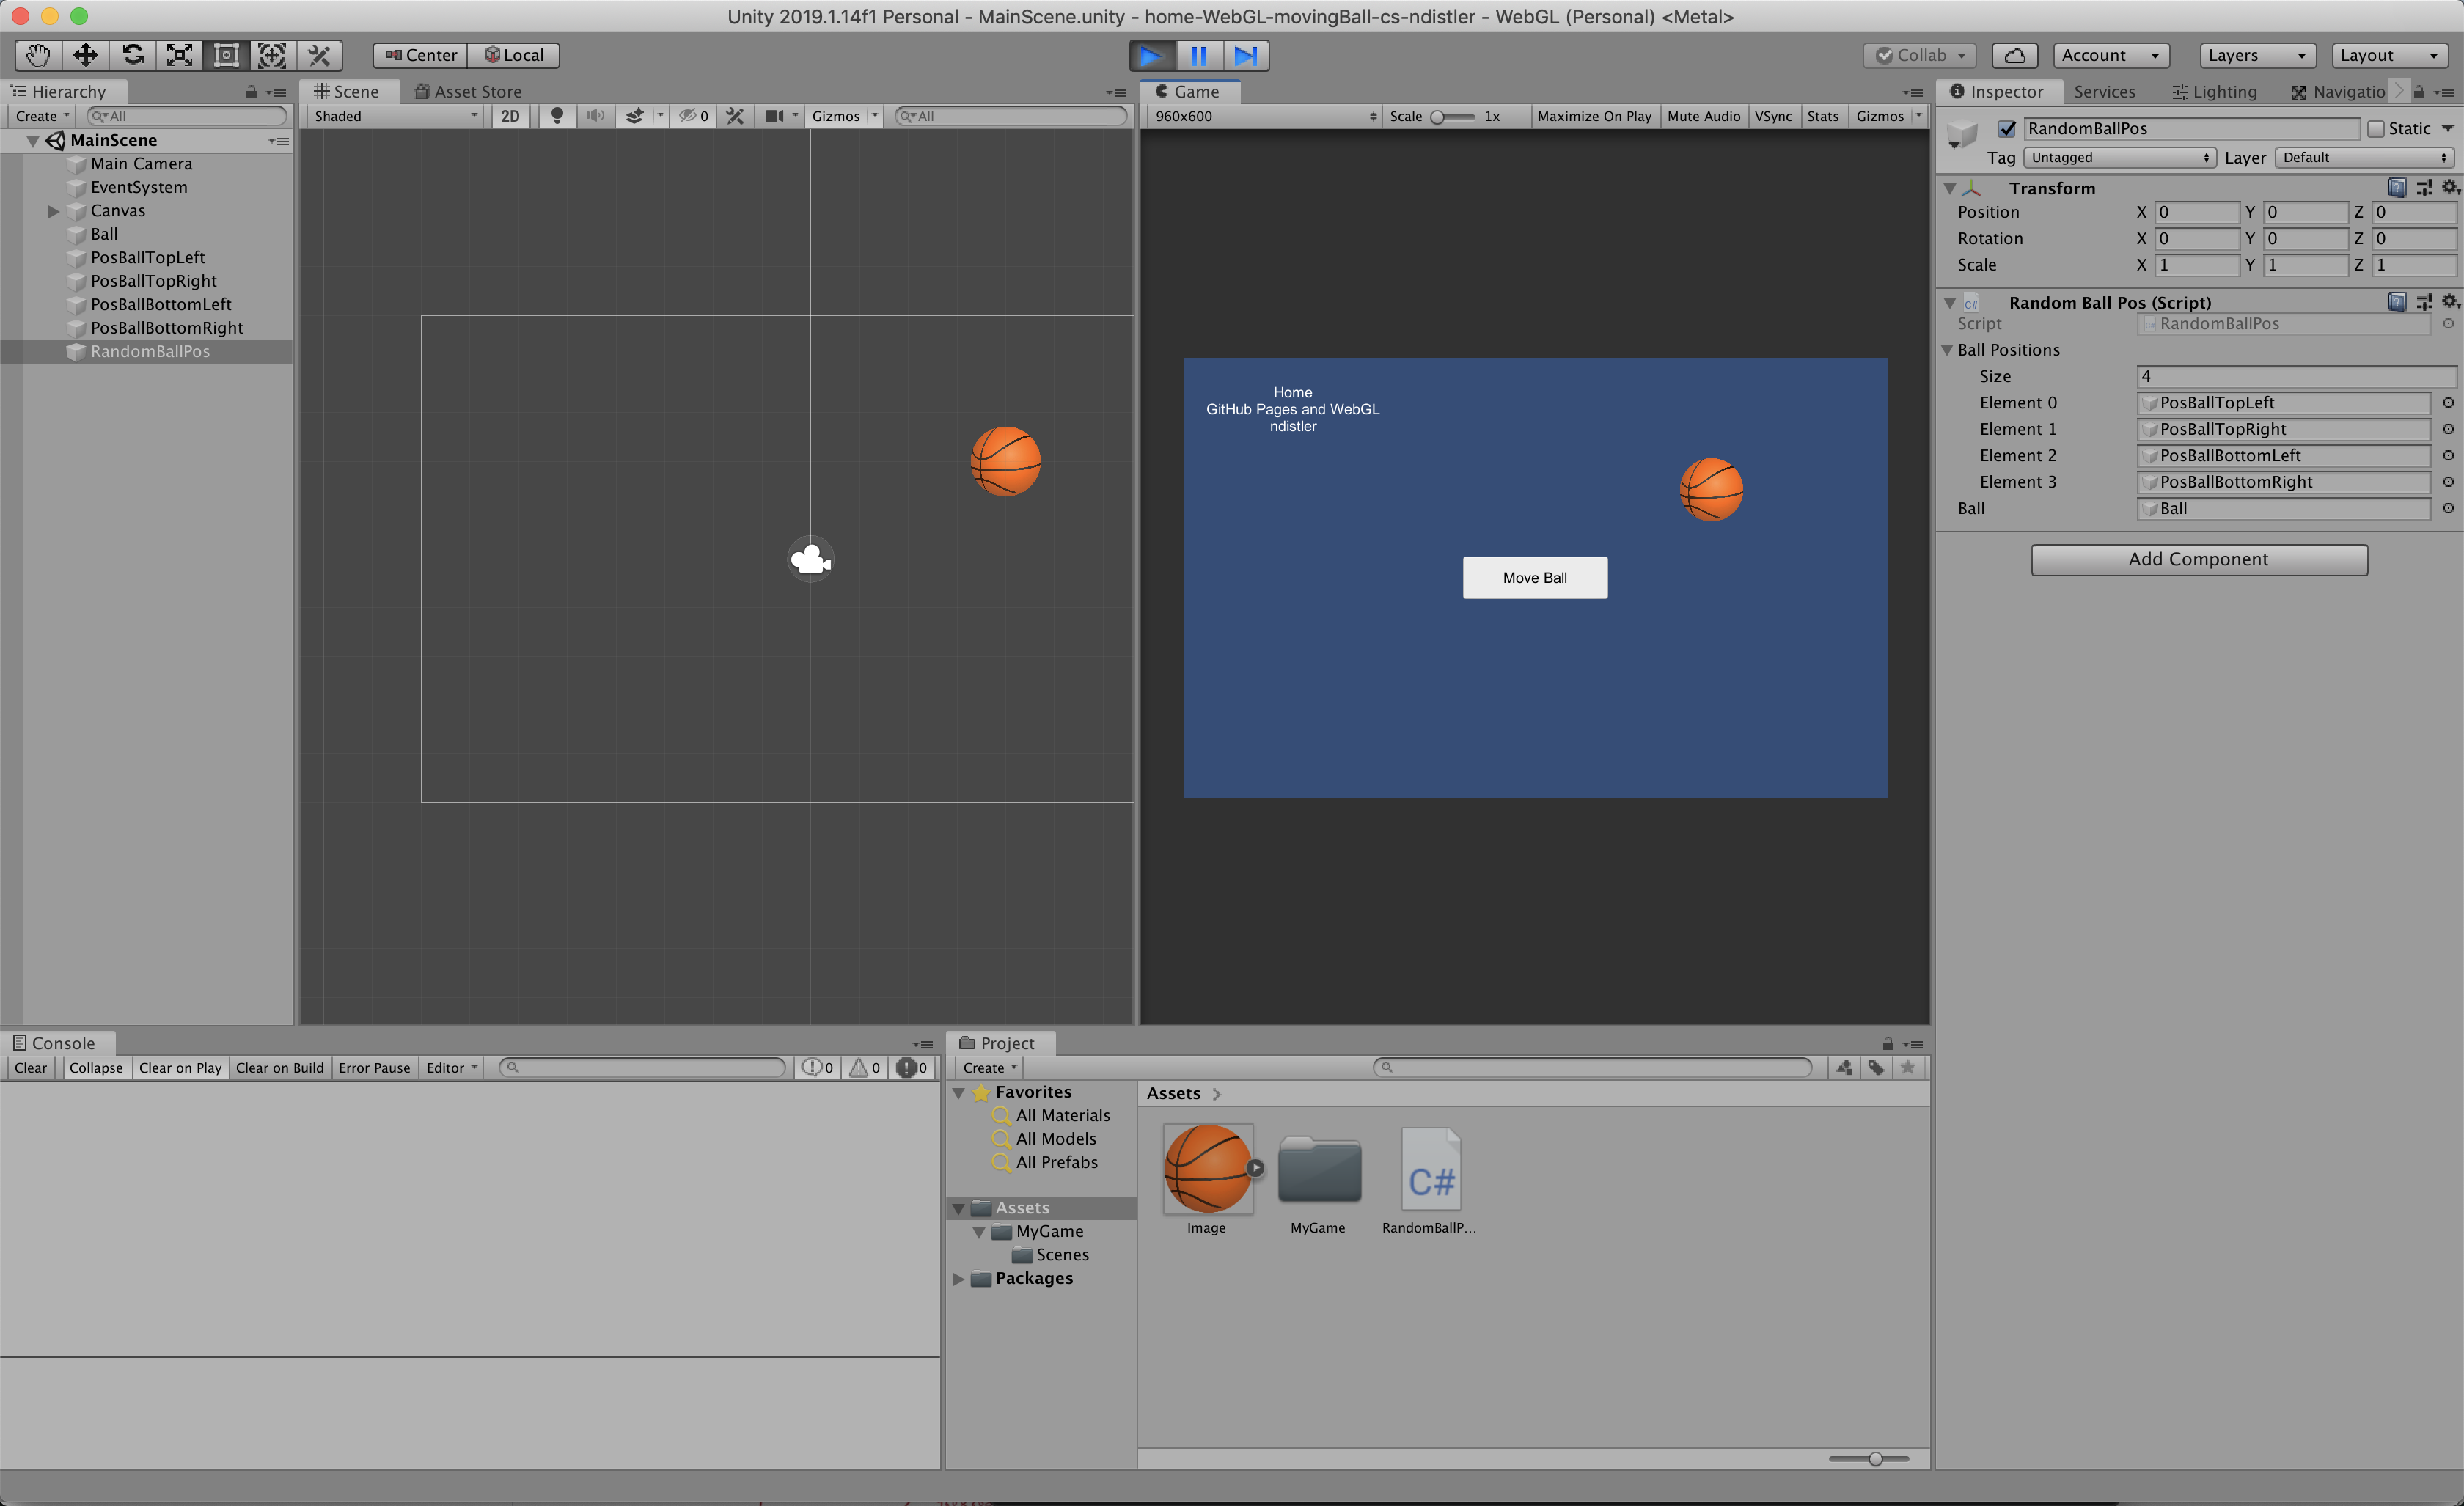 Unity 2019.1.14f1 Personal - MainScene.unity - home-WebGL-movingBall-cs-ndistler - WebGL (Personal) <Metal>
Center Local
Collab Account Layers Layout
Hierarchy
Create All
MainScene
Main Camera
EventSystem
Canvas
Ball
PosBallTopLeft
PosBallTopRight
PosBallBottomLeft
PosBallBottomRight
RandomBallPos
Scene Asset Store
Shaded 2D 0 Gizmos All
Game
960x600 Scale 1x Maximize On Play Mute Audio VSync Stats Gizmos
Home
GitHub Pages and WebGL
ndistler
Move Ball
Inspector Services Lighting Navigatio
RandomBallPos Static
Tag Untagged Layer Default
Transform
Position X 0 Y 0 Z 0
Rotation X 0 Y 0 Z 0
Scale X 1 Y 1 Z 1
C# Random Ball Pos (Script)
Script RandomBallPos
Ball Positions
Size 4
Element 0 PosBallTopLeft
Element 1 PosBallTopRight
Element 2 PosBallBottomLeft
Element 3 PosBallBottomRight
Ball Ball
Add Component
Console
Clear Collapse Clear on Play Clear on Build Error Pause Editor 0 0 0
Project
Create
Favorites
All Materials
All Models
All Prefabs
Assets
MyGame
Scenes
Packages
Assets
C#
Image MyGame RandomBallP...